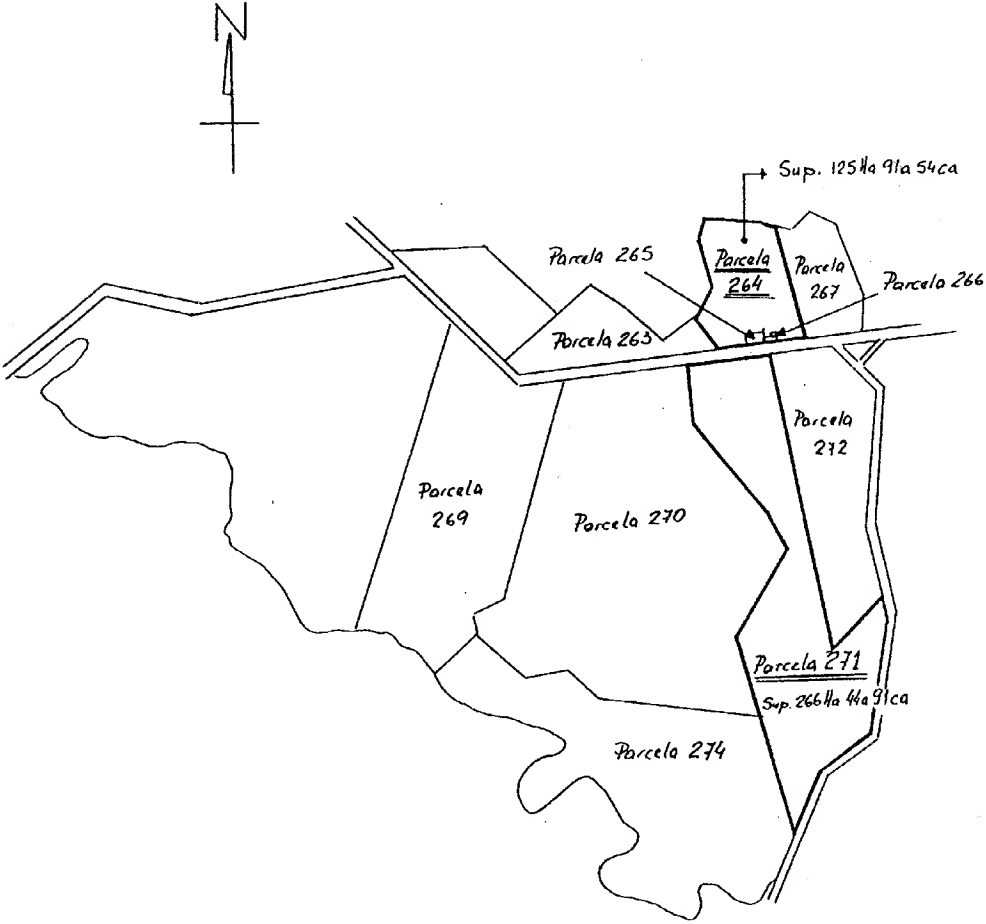 N
Sup. 125Ha 91a 54ca
Parcela 265
Parcela
264
Parcela
267
Parcela 266
Parcela 263
Parcela
272
Parcela
269
Parcela 270
Parcela 271
Sup. 266Ha 44a 91ca
Parcela 274